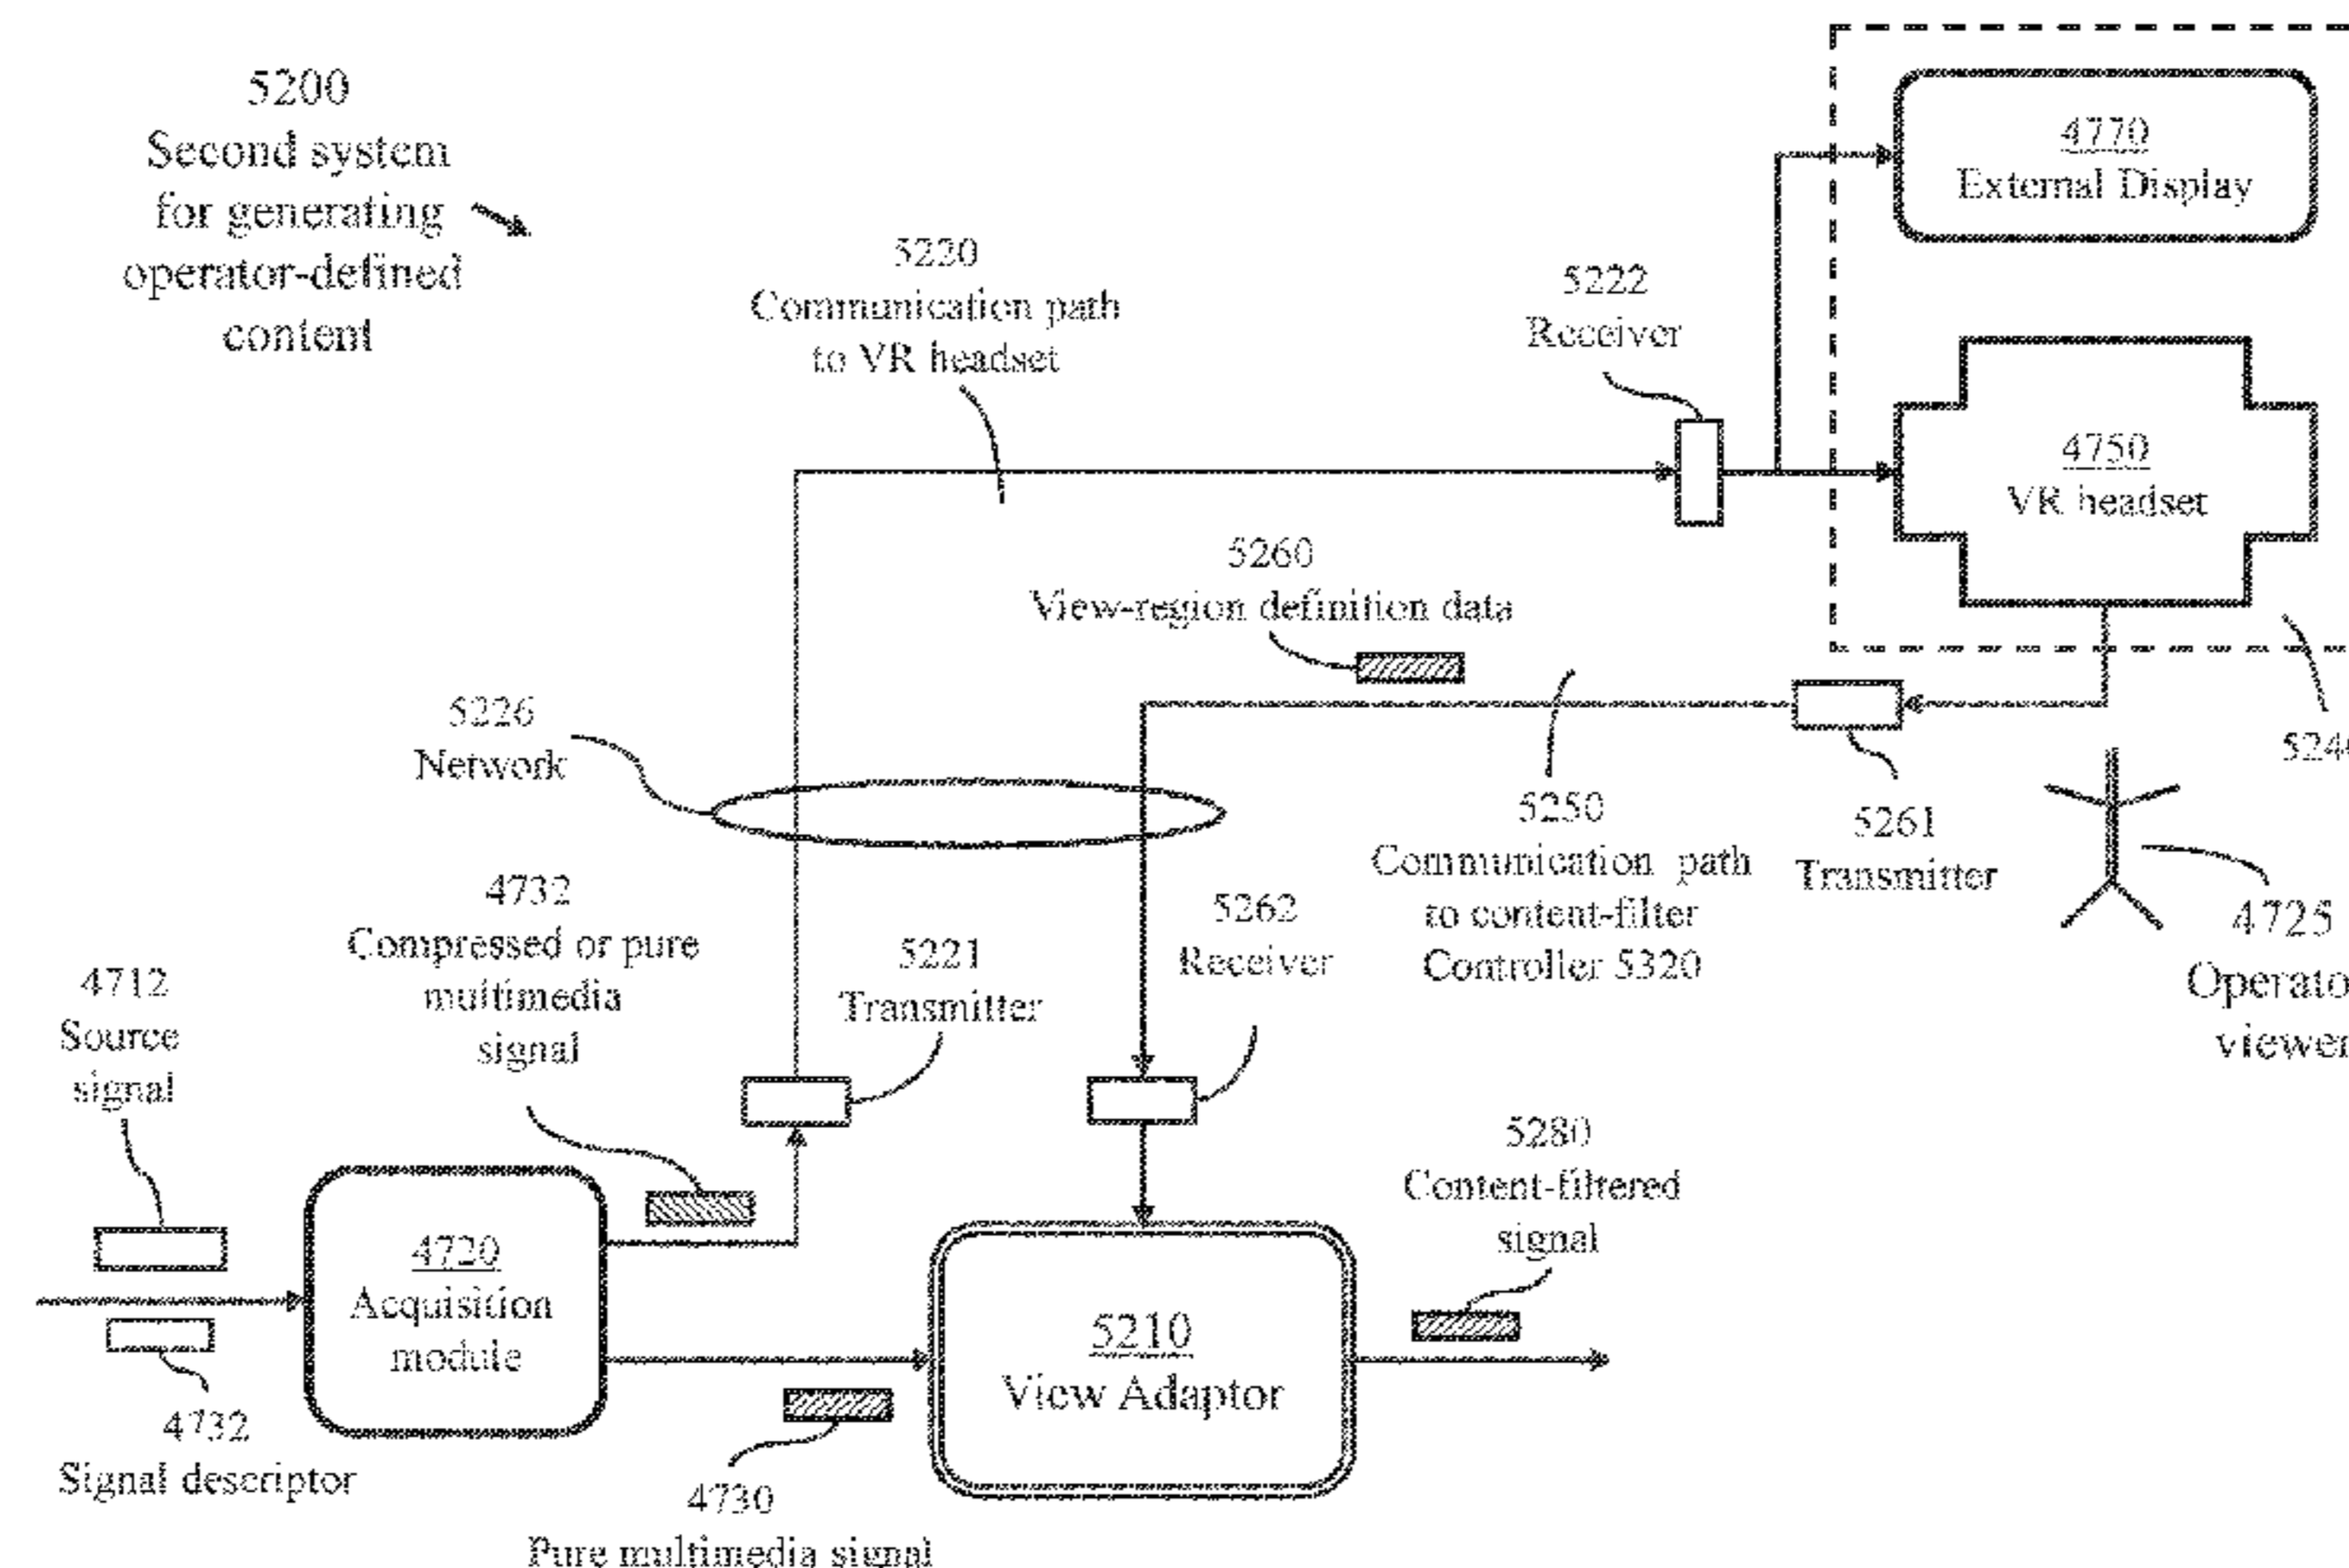 5200
Second system
for generating
operator-defined
content
4770
External Display
5220
Communication path
to VR headset
5222
Receiver
4750
VR headset
5260
View-region definition data
5226
Network
5250
Communication path
to content-filter
Controller 5320
5261
Transmitter
4725
viewer
4732
Compressed or pure
multimedia
signal
5221
Transmitter
5262
Receiver
4712
Source
signal
5280
Content-filtered
signal
4720
Acquisition
module
5210
View Adaptor
4732
Signal descriptor
4730
Pure multimedia signal